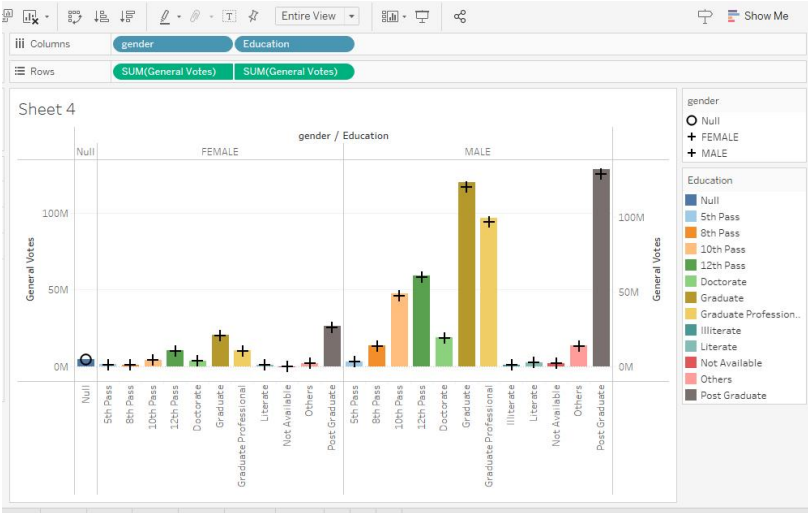 Entire View
Show Me
Columns
gender
Education
Rows
SUM(General Votes)
SUM(General Votes)
Sheet 4
gender / Education
Null
FEMALE
MALE
General Votes
100M
50M
0M
100M
50M
0M
General Votes
Null
5th Pass
8th Pass
10th Pass
12th Pass
Doctorate
Graduate
Graduate Professional
Literate
Not Available
Others
Post Graduate
5th Pass
8th Pass
10th Pass
12th Pass
Doctorate
Graduate
Graduate Professional
Illiterate
Literate
Not Available
Others
Post Graduate
gender
Null
FEMALE
MALE
Education
Null
5th Pass
8th Pass
10th Pass
12th Pass
Doctorate
Graduate
Graduate Profession..
Illiterate
Literate
Not Available
Others
Post Graduate